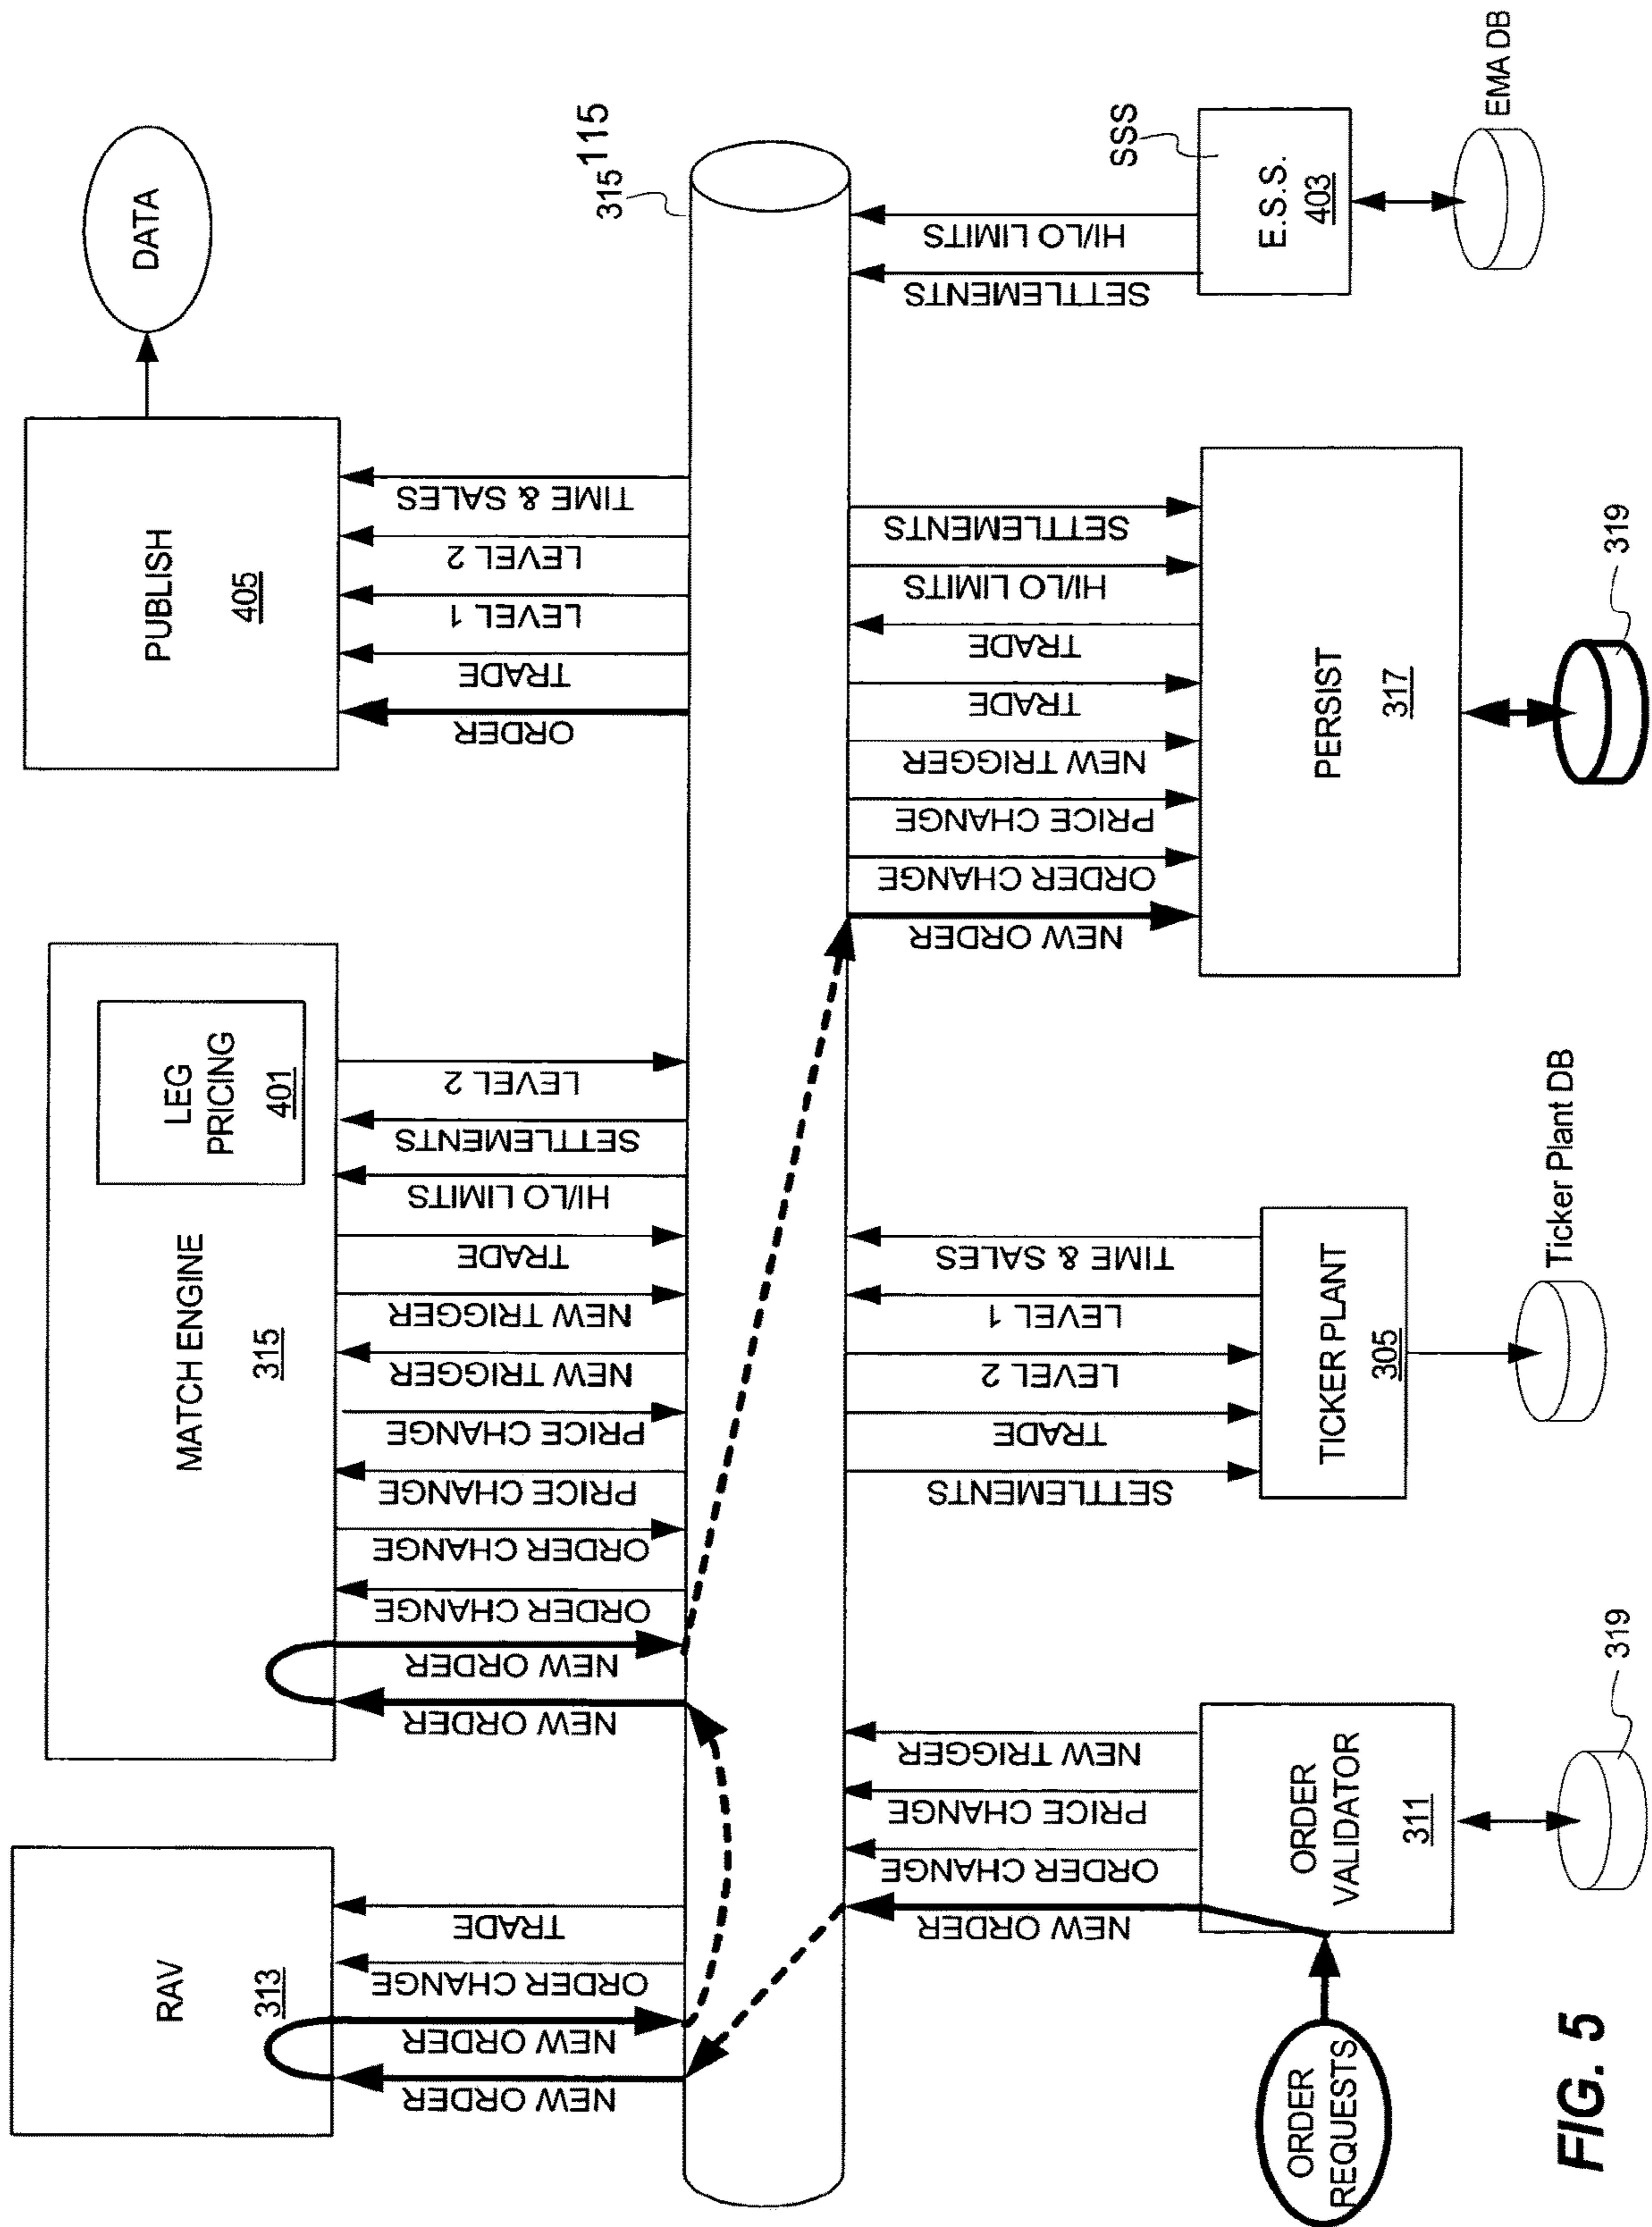 RAV
313
NEW ORDER
NEW ORDER
ORDER CHANGE
TRADE
MATCH ENGINE
315
LEG
PRICING
401
NEW ORDER
NEW ORDER
ORDER CHANGE
ORDER CHANGE
PRICE CHANGE
PRICE CHANGE
NEW TRIGGER
NEW TRIGGER
TRADE
HI/LO LIMITS
SETTLEMENTS
LEVEL 2
PUBLISH
405
ORDER
TRADE
LEVEL 1
LEVEL 2
TIME & SALES
DATA
315
115
ORDER
REQUESTS
NEW ORDER
ORDER CHANGE
PRICE CHANGE
NEW TRIGGER
ORDER
VALIDATOR
311
319
SETTLEMENTS
TRADE
LEVEL 2
LEVEL 1
TIME & SALES
TICKER PLANT
305
Ticker Plant DB
NEW ORDER
ORDER CHANGE
PRICE CHANGE
NEW TRIGGER
TRADE
TRADE
HI/LO LIMITS
SETTLEMENTS
PERSIST
317
319
SETTLEMENTS
HI/LO LIMITS
SSS
E.S.S.
403
EMA DB
FIG. 5